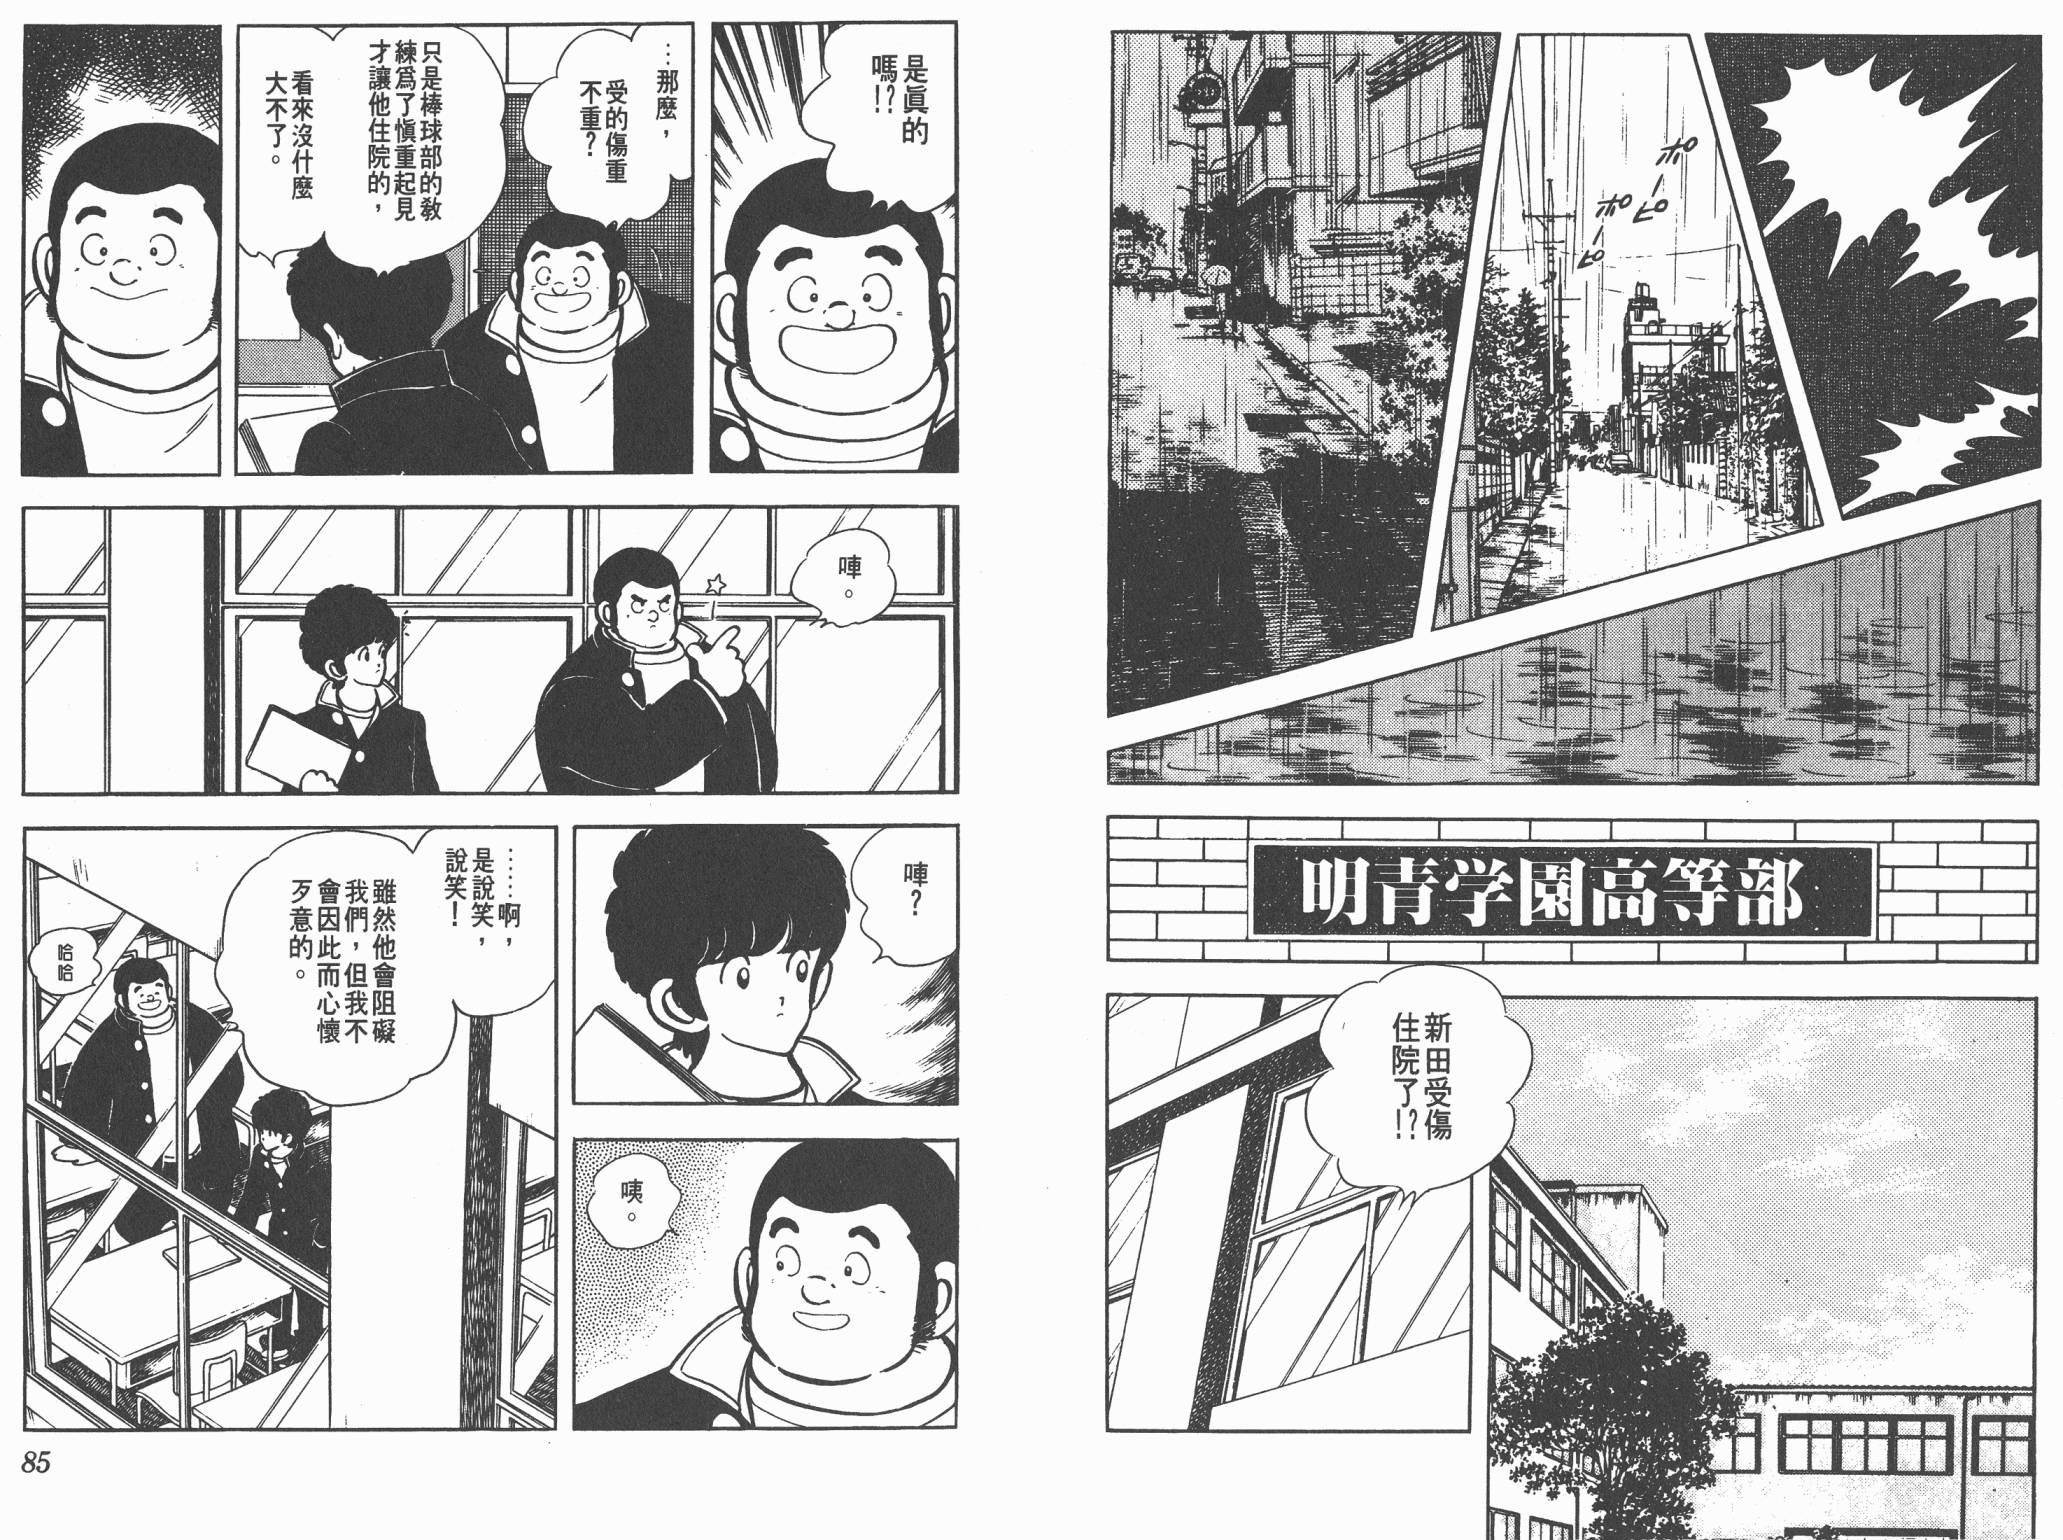 ピーポ
ピーポ
明青学園高等部
新田受傷
住院了!?
是真的
嗎!?
…那麼，
受的傷重
不重？
只是棒球部的教
練為了慎重起見
才讓他住院的，
看來沒什麼
大不了。
啴。
啴？
咦。
……啊，
是說笑，
說笑！
雖然他會阻礙
我們，但我不
會因此而心懷
歹意的。
哈哈
85